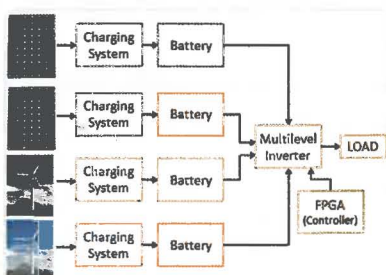 Charging
System
Battery
Charging
System
Battery
Multilevel
Inverter
LOAD
Charging
System
Battery
FPGA
(Controller)
Charging
System
Battery